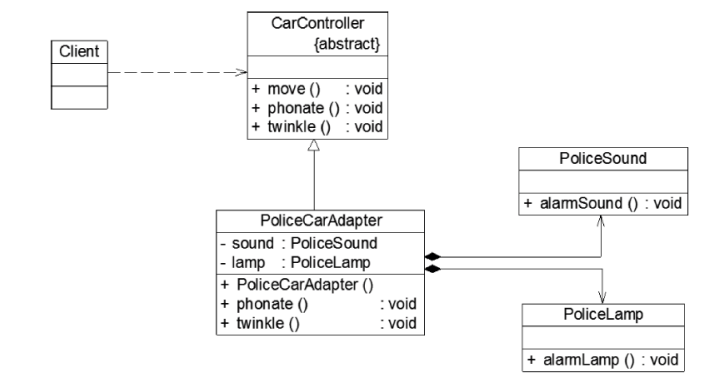 CarController
{abstract}
Client
+ move () : void
+ phonate () : void
+ twinkle () : void
PoliceSound
+ alarmSound () : void
PoliceCarAdapter
- sound : PoliceSound
- lamp : PoliceLamp
+ PoliceCarAdapter ()
+ phonate () : void
+ twinkle () : void
PoliceLamp
+ alarmLamp () : void